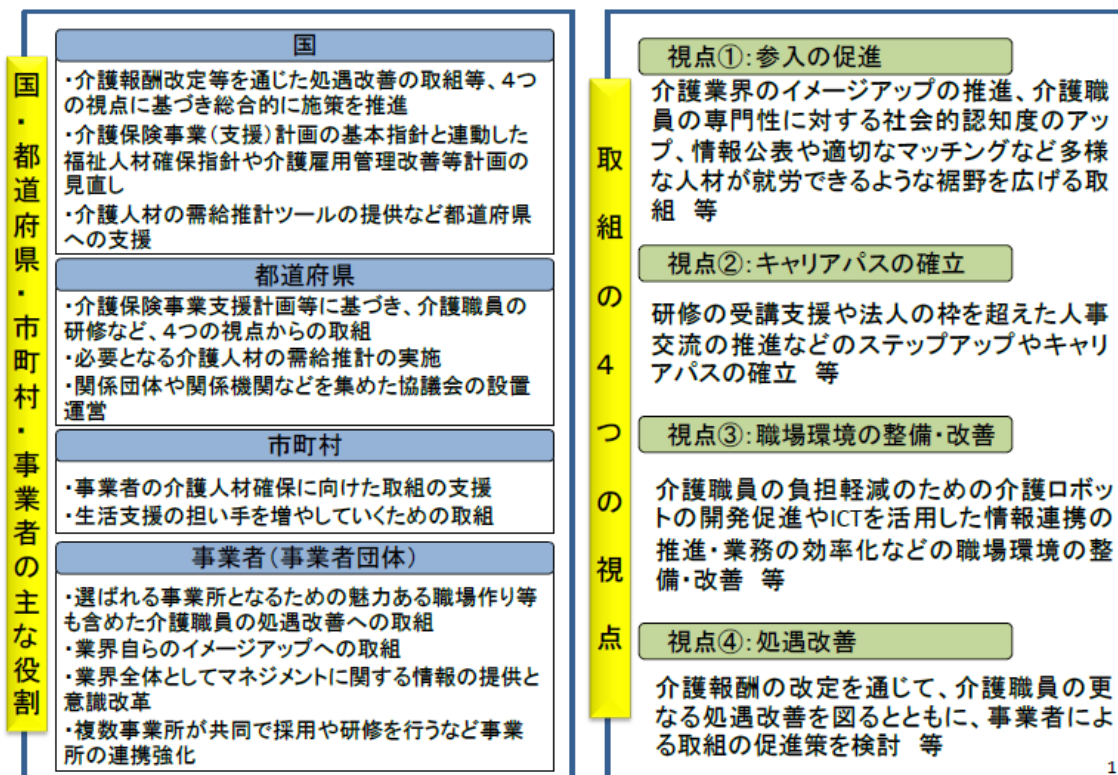 国・都道府県・市町村・事業者の主な役割
国
・介護報酬改定等を通じた処遇改善の取組等、4つ
の視点に基づき総合的に施策を推進
・介護保険事業(支援)計画の基本指針と連動した
福祉人材確保指針や介護雇用管理改善等計画の
見直し
・介護人材の需給推計ツールの提供など都道府県
への支援
都道府県
・介護保険事業支援計画等に基づき、介護職員の
研修など、4つの視点からの取組
・必要となる介護人材の需給推計の実施
・関係団体や関係機関などを集めた協議会の設置
運営
市町村
・事業者の介護人材確保に向けた取組の支援
・生活支援の担い手を増やしていくための取組
事業者(事業者団体)
・選ばれる事業所となるための魅力ある職場作り等
も含めた介護職員の処遇改善への取組
・業界自らのイメージアップへの取組
・業界全体としてマネジメントに関する情報の提供と
意識改革
・複数事業所が共同で採用や研修を行うなど事業
所の連携強化
取組の4つの視点
視点①:参入の促進
介護業界のイメージアップの推進、介護職
員の専門性に対する社会的認知度のアッ
プ、情報公表や適切なマッチングなど多様
な人材が就労できるような裾野を広げる取
組 等
視点②:キャリアパスの確立
研修の受講支援や法人の枠を超えた人事
交流の推進などのステップアップやキャリ
アパスの確立 等
視点③:職場環境の整備・改善
介護職員の負担軽減のための介護ロボッ
トの開発促進やICTを活用した情報連携の
推進・業務の効率化などの職場環境の整
備・改善 等
視点④:処遇改善
介護報酬の改定を通じて、介護職員の更
なる処遇改善を図るとともに、事業者によ
る取組の促進策を検討 等
1